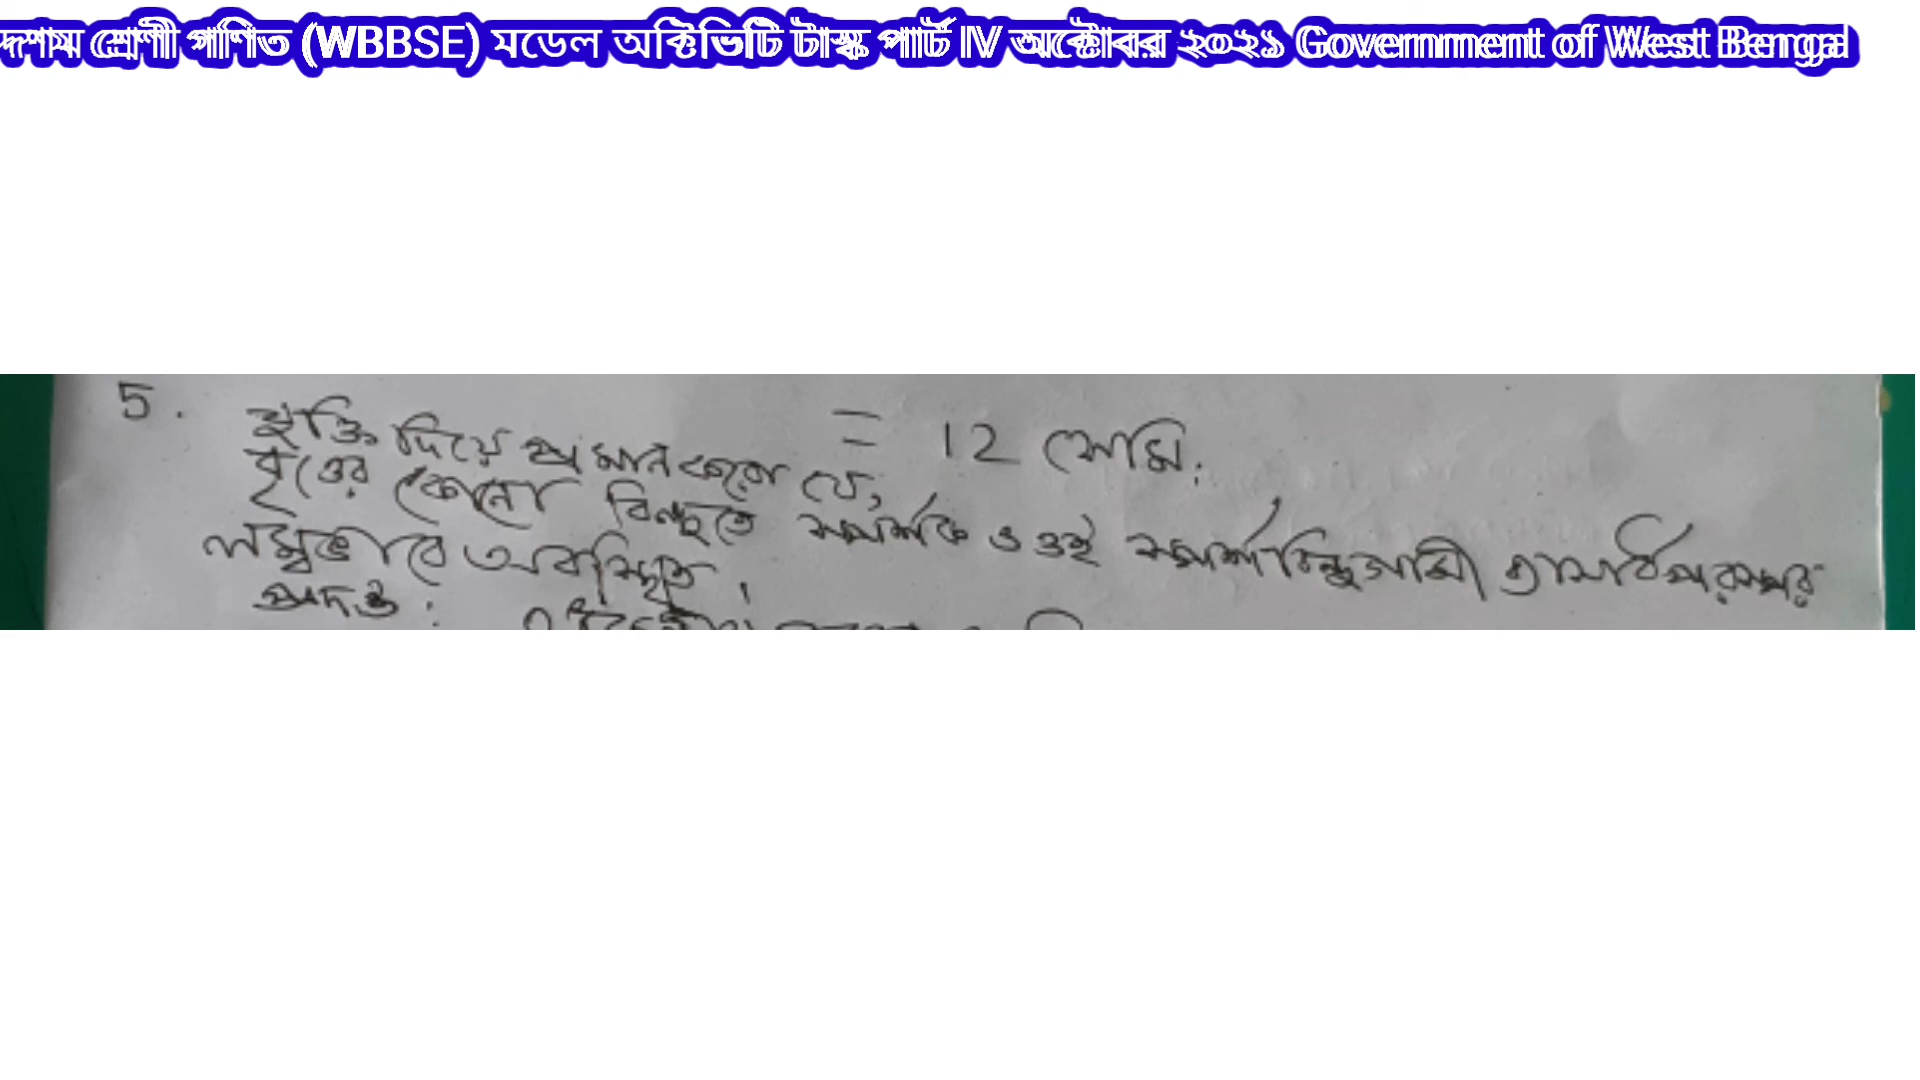 দশম শ্রেণী গণিত (WBBSE) মডেল অক্টিভিটি টাস্ক পার্ট IV অক্টোবর ২০২১ Government of West Bengal
= 12 সেমি.
5. যুক্তি দিয়ে প্রমান করো যে,
বৃত্তের কোনো বিন্দুতে স্পর্শক ও ওই স্পর্শবিন্দুগামী ব্যাসার্ধ পরস্পর
লম্বভাবে অবস্থিত।
প্রদত্ত :